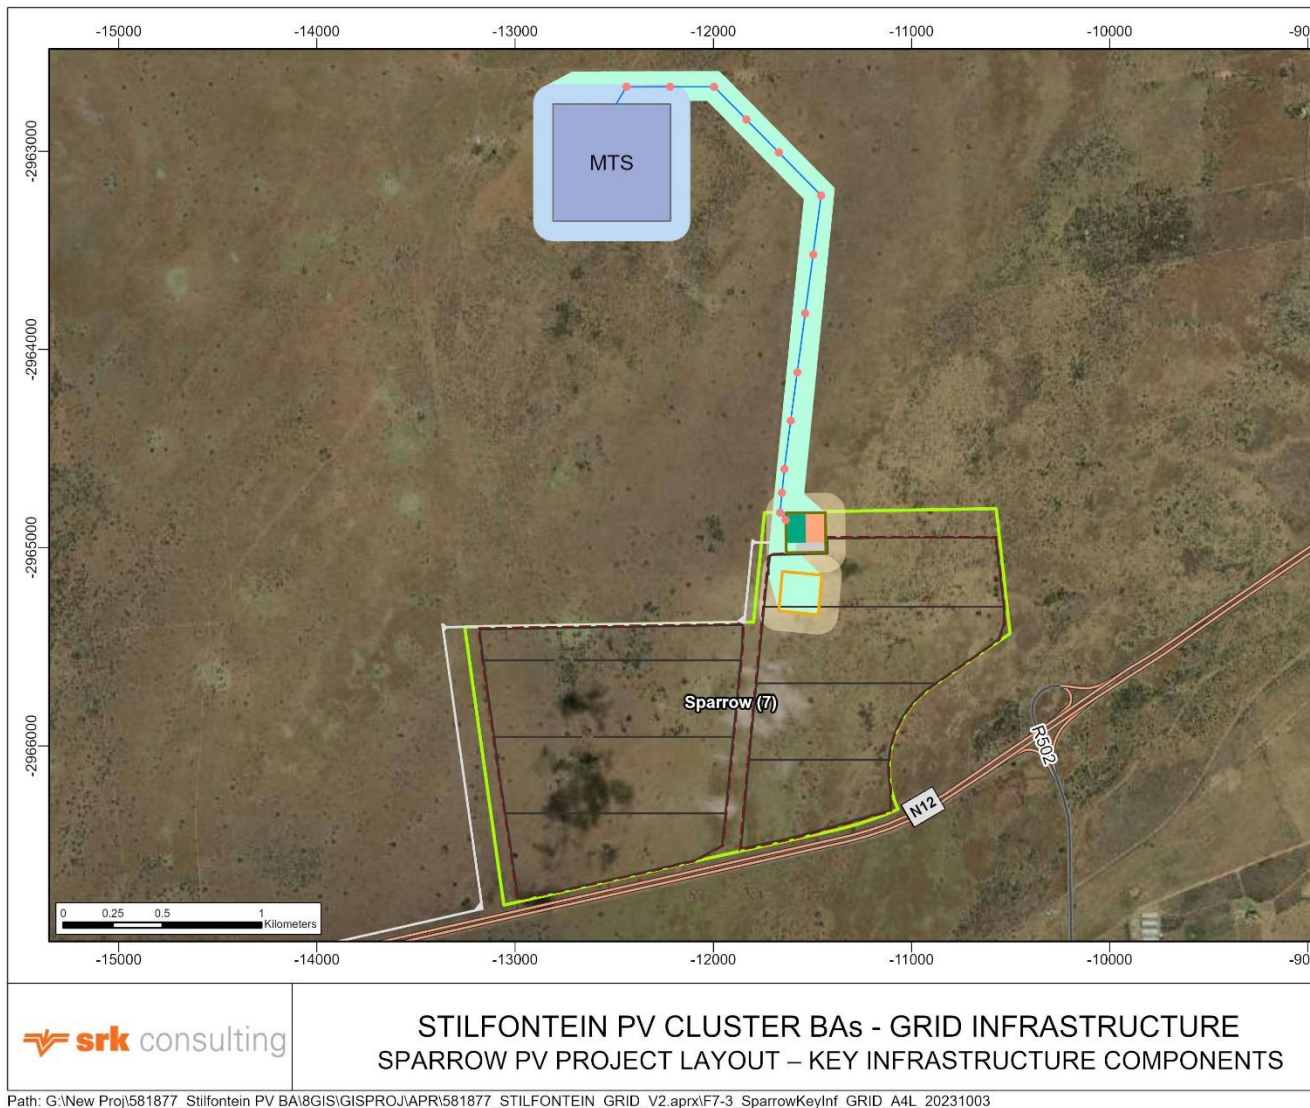 -15000 -14000 -13000 -12000 -11000 -10000 -90
-2963000
-2964000
-2965000
-2966000
MTS
Sparrow (7)
R502
N12
0 0.25 0.5 1
Kilometers
-15000 -14000 -13000 -12000 -11000 -10000 -90
srk consulting
STILFONTEIN PV CLUSTER BAs - GRID INFRASTRUCTURE
SPARROW PV PROJECT LAYOUT – KEY INFRASTRUCTURE COMPONENTS
Path: G:\New Proj\581877_Stilfontein PV BA\8GIS\GISPROJ\APR\581877_STILFONTEIN_GRID_V2.aprx\F7-3_SparrowKeyInf_GRID_A4L_20231003